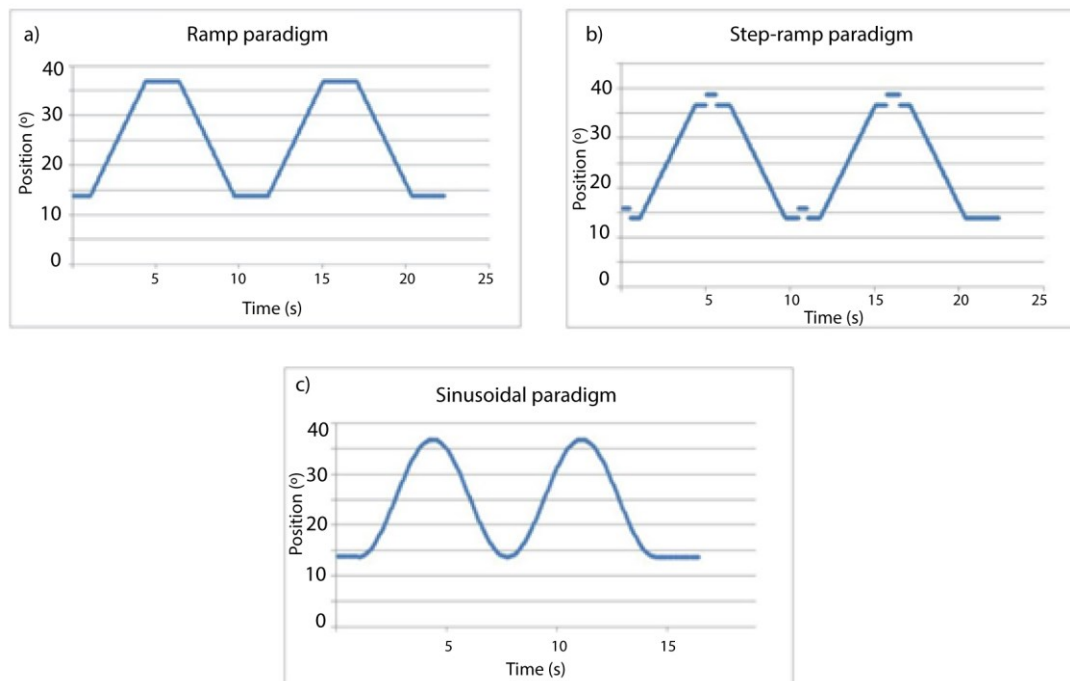 a)
Ramp paradigm
40
30
20
10
0
Position (º)
5 10 15 20 25
Time (s)
b)
Step-ramp paradigm
40
30
20
10
0
Position (º)
5 10 15 20 25
Time (s)
c)
Sinusoidal paradigm
40
30
20
10
0
Position (º)
5 10 15
Time (s)